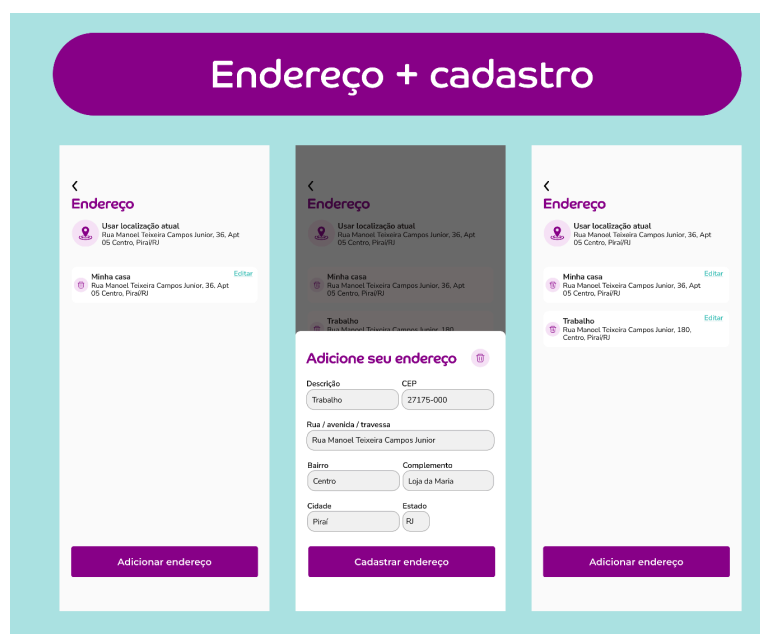 Endereço + cadastro
Endereço
Usar localização atual
Rua Manoel Teixeira Campos Junior, 36, Apt
05 Centro, Piraí/RJ
Minha casa
Editar
Rua Manoel Teixeira Campos Junior, 36, Apt
05 Centro, Piraí/RJ
Adicionar endereço
Endereço
Usar localização atual
Rua Manoel Teixeira Campos Junior, 36, Apt
05 Centro, Piraí/RJ
Minha casa
Rua Manoel Teixeira Campos Junior, 36, Apt
05 Centro, Piraí/RJ
Trabalho
Rua Manoel Teixeira Campos Junior, 180,
Adicione seu endereço
Descrição
CEP
Trabalho
27175-000
Rua / avenida / travessa
Rua Manoel Teixeira Campos Junior
Bairro
Complemento
Centro
Loja da Maria
Cidade
Estado
Piraí
RJ
Cadastrar endereço
Endereço
Usar localização atual
Rua Manoel Teixeira Campos Junior, 36, Apt
05 Centro, Piraí/RJ
Minha casa
Editar
Rua Manoel Teixeira Campos Junior, 36, Apt
05 Centro, Piraí/RJ
Trabalho
Editar
Rua Manoel Teixeira Campos Junior, 180,
Centro, Piraí/RJ
Adicionar endereço